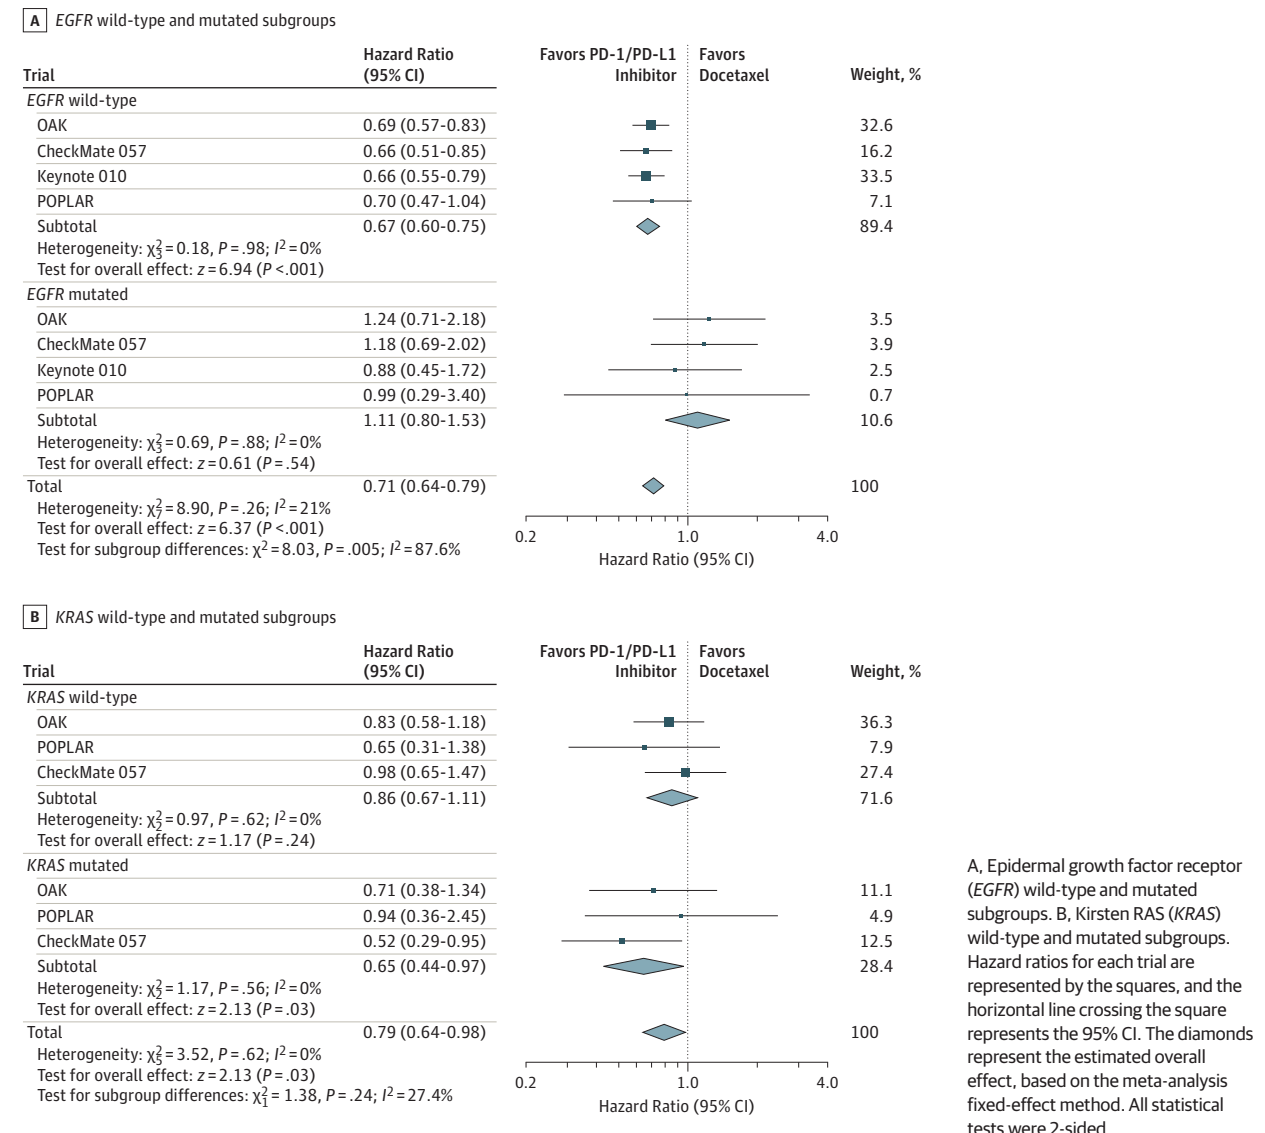 A EGFR wild-type and mutated subgroups
Hazard Ratio Favors PD-1/PD-L1 Favors
Trial (95% CI) Inhibitor Docetaxel Weight, %
EGFR wild-type
OAK 0.69 (0.57-0.83) 32.6
CheckMate 057 0.66 (0.51-0.85) 16.2
Keynote 010 0.66 (0.55-0.79) 33.5
POPLAR 0.70 (0.47-1.04) 7.1
Subtotal 0.67 (0.60-0.75) 89.4
Heterogeneity: χ²₃=0.18, P=.98; I²=0%
Test for overall effect: z=6.94 (P<.001)
EGFR mutated
OAK 1.24 (0.71-2.18) 3.5
CheckMate 057 1.18 (0.69-2.02) 3.9
Keynote 010 0.88 (0.45-1.72) 2.5
POPLAR 0.99 (0.29-3.40) 0.7
Subtotal 1.11 (0.80-1.53) 10.6
Heterogeneity: χ²₃=0.69, P=.88; I²=0%
Test for overall effect: z=0.61 (P=.54)
Total 0.71 (0.64-0.79) 100
Heterogeneity: χ²₇=8.90, P=.26; I²=21%
Test for overall effect: z=6.37 (P<.001)
Test for subgroup differences: χ²=8.03, P=.005; I²=87.6%
0.2 1.0 4.0
Hazard Ratio (95% CI)
B KRAS wild-type and mutated subgroups
Hazard Ratio Favors PD-1/PD-L1 Favors
Trial (95% CI) Inhibitor Docetaxel Weight, %
KRAS wild-type
OAK 0.83 (0.58-1.18) 36.3
POPLAR 0.65 (0.31-1.38) 7.9
CheckMate 057 0.98 (0.65-1.47) 27.4
Subtotal 0.86 (0.67-1.11) 71.6
Heterogeneity: χ²₂=0.97, P=.62; I²=0%
Test for overall effect: z=1.17 (P=.24)
KRAS mutated
OAK 0.71 (0.38-1.34) 11.1
POPLAR 0.94 (0.36-2.45) 4.9
CheckMate 057 0.52 (0.29-0.95) 12.5
Subtotal 0.65 (0.44-0.97) 28.4
Heterogeneity: χ²₂=1.17, P=.56; I²=0%
Test for overall effect: z=2.13 (P=.03)
Total 0.79 (0.64-0.98) 100
Heterogeneity: χ²₅=3.52, P=.62; I²=0%
Test for overall effect: z=2.13 (P=.03)
Test for subgroup differences: χ²₁=1.38, P=.24; I²=27.4%
0.2 1.0 4.0
Hazard Ratio (95% CI)
A, Epidermal growth factor receptor
(EGFR) wild-type and mutated
subgroups. B, Kirsten RAS (KRAS)
wild-type and mutated subgroups.
Hazard ratios for each trial are
represented by the squares, and the
horizontal line crossing the square
represents the 95% CI. The diamonds
represent the estimated overall
effect, based on the meta-analysis
fixed-effect method. All statistical
tests were 2-sided.